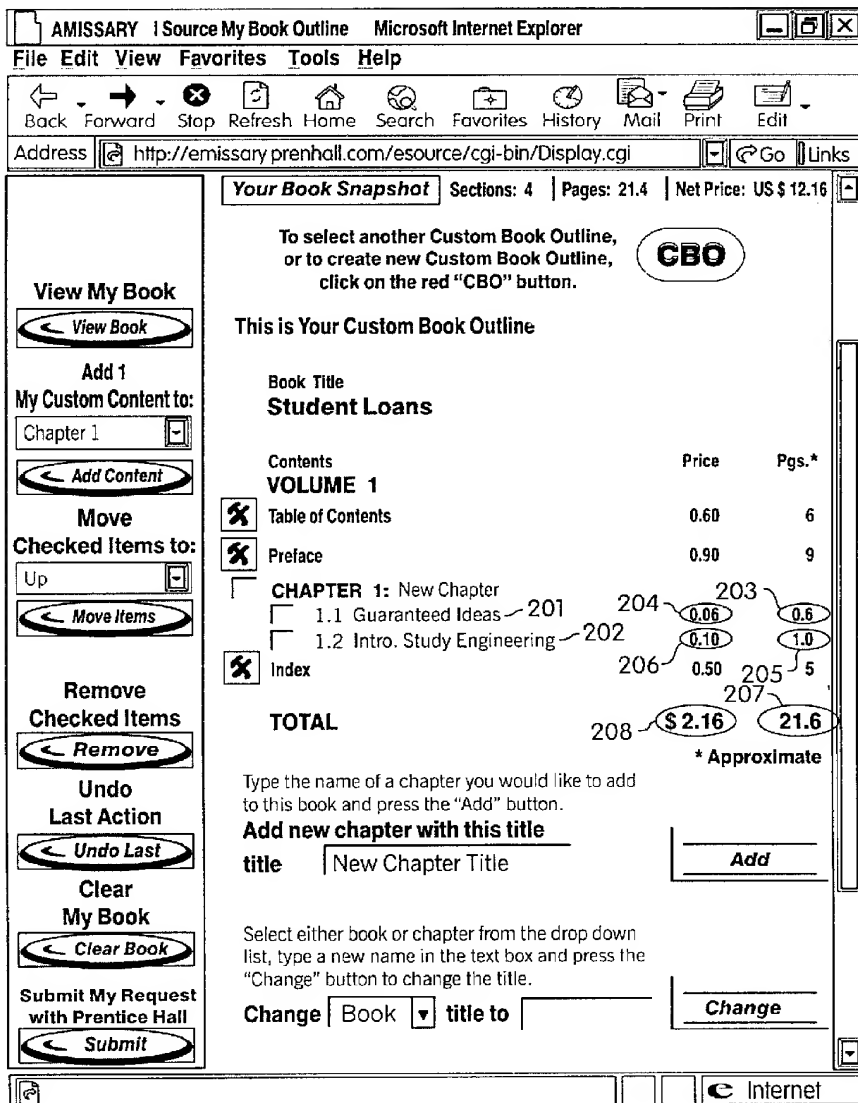 AMISSARY i Source My Book Outline Microsoft Internet Explorer
File Edit View Favorites Tools Help
Back Forward Stop Refresh Home Search Favorites History Mail Print Edit
Address http://emissary prenhall.com/esource/cgi-bin/Display.cgi Go Links
Your Book Snapshot Sections: 4 Pages: 21.4 Net Price: US $ 12.16
To select another Custom Book Outline,
or to create new Custom Book Outline,
click on the red "CBO" button.
CBO
This is Your Custom Book Outline
Book Title
Student Loans
Contents Price Pgs.*
VOLUME 1
Table of Contents 0.60 6
Preface 0.90 9
CHAPTER 1: New Chapter
1.1 Guaranteed Ideas 201 204 0.06 203 0.6
1.2 Intro. Study Engineering 202 206 0.10 205 1.0
Index 0.50 5
TOTAL 208 $ 2.16 207 21.6
* Approximate
Type the name of a chapter you would like to add
to this book and press the "Add" button.
Add new chapter with this title
title New Chapter Title Add
Select either book or chapter from the drop down
list, type a new name in the text box and press the
"Change" button to change the title.
Change Book title to Change
View My Book
View Book
Add 1
My Custom Content to:
Chapter 1
Add Content
Move
Checked Items to:
Up
Move Items
Remove
Checked Items
Remove
Undo
Last Action
Undo Last
Clear
My Book
Clear Book
Submit My Request
with Prentice Hall
Submit
e Internet